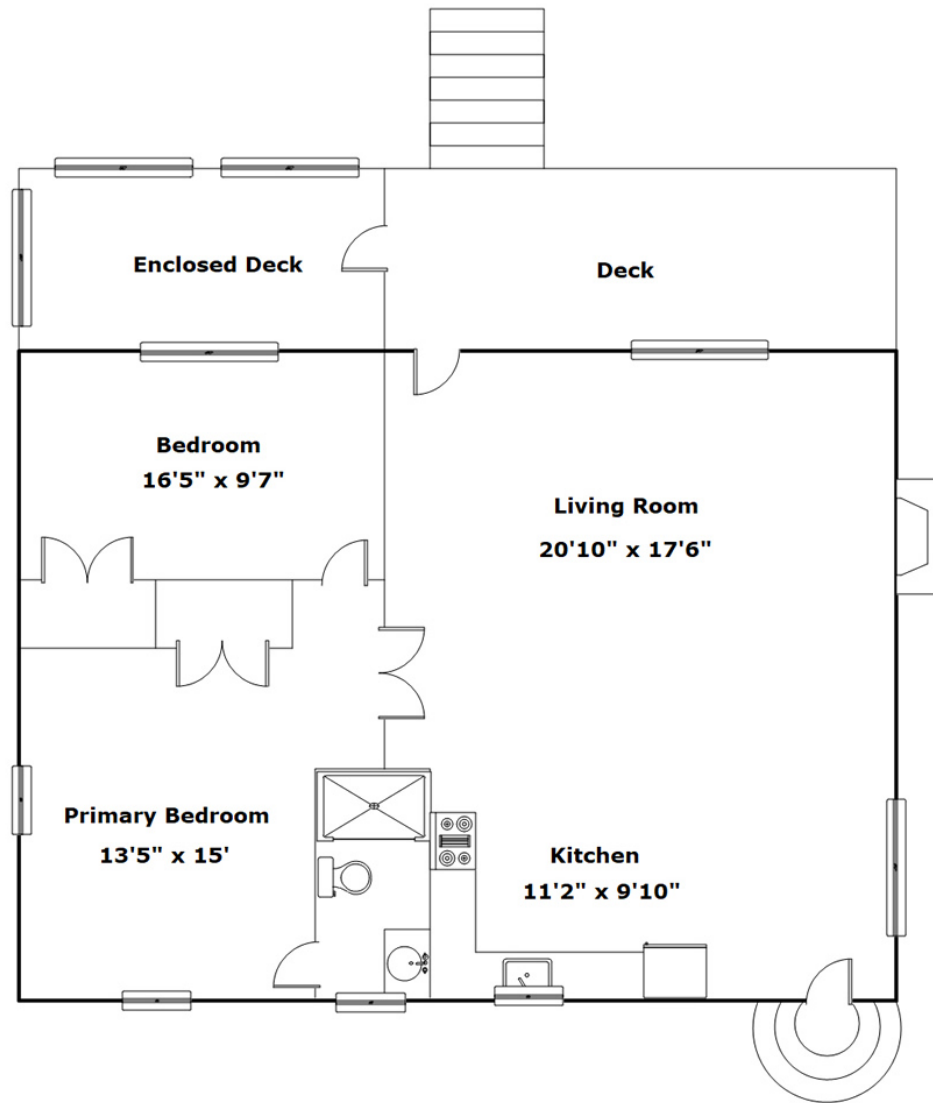 Enclosed Deck
Deck
Bedroom
16'5" x 9'7"
Living Room
20'10" x 17'6"
Primary Bedroom
13'5" x 15'
Kitchen
11'2" x 9'10"